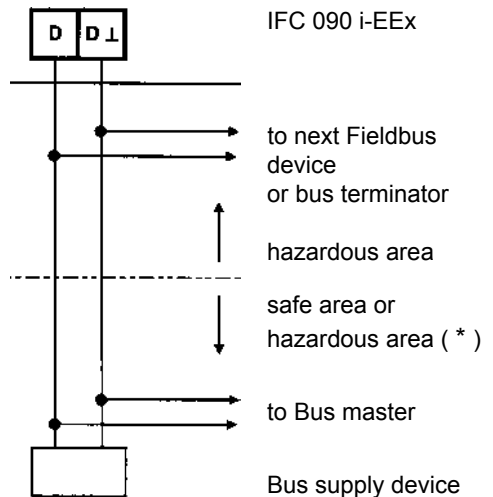 IFC 090 i-EEx
D D ⊥
to next Fieldbus
device
or bus terminator
hazardous area
safe area or
hazardous area ( * )
to Bus master
Bus supply device